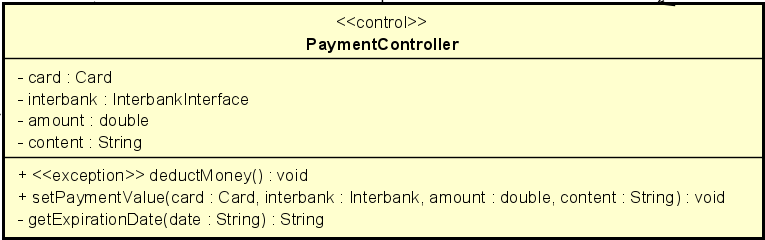 <<control>>
PaymentController
- card : Card
- interbank : InterbankInterface
- amount : double
- content : String
+ <<exception>> deductMoney() : void
+ setPaymentValue(card : Card, interbank : Interbank, amount : double, content : String) : void
- getExpirationDate(date : String) : String